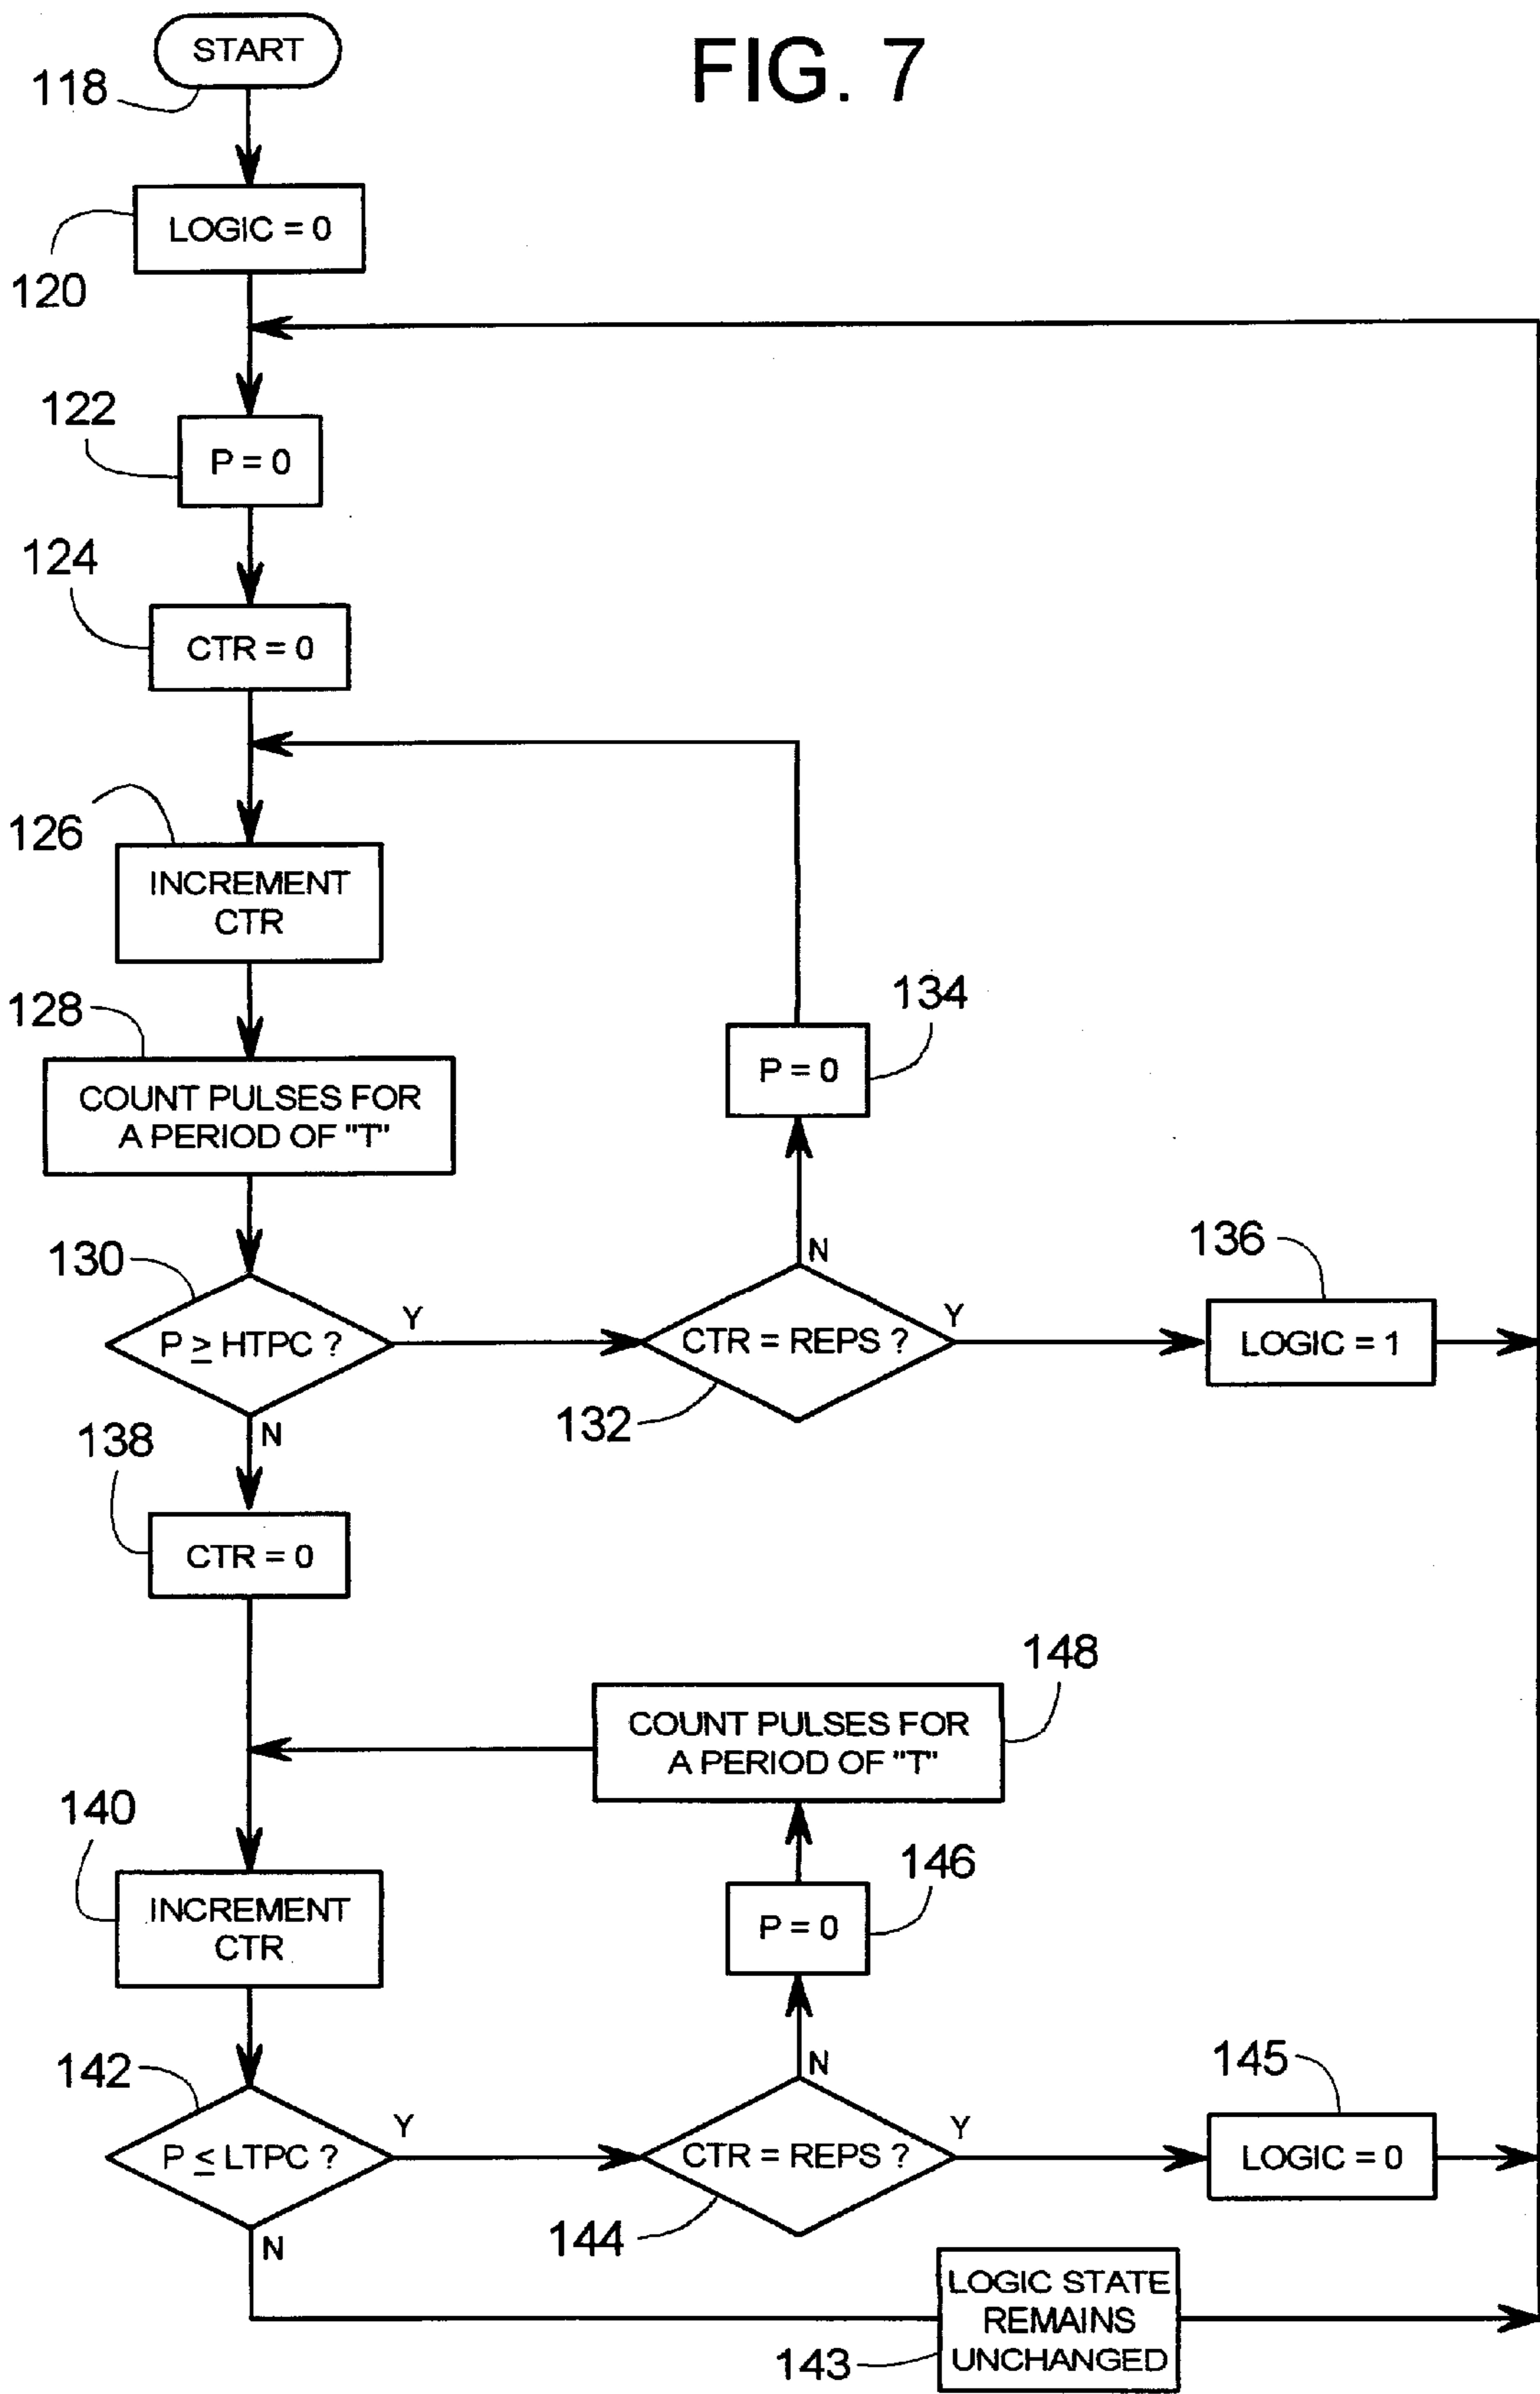 FIG. 7
START
118
LOGIC = 0
120
122
P = 0
124
CTR = 0
126
INCREMENT
CTR
128
COUNT PULSES FOR
A PERIOD OF "T"
134
P = 0
N
130
P ≥ HTPC ?
Y
CTR = REPS ?
132
Y
136
LOGIC = 1
N
138
CTR = 0
148
COUNT PULSES FOR
A PERIOD OF "T"
140
INCREMENT
CTR
146
P = 0
N
142
P ≤ LTPC ?
Y
CTR = REPS ?
144
Y
145
LOGIC = 0
N
LOGIC STATE
REMAINS
UNCHANGED
143